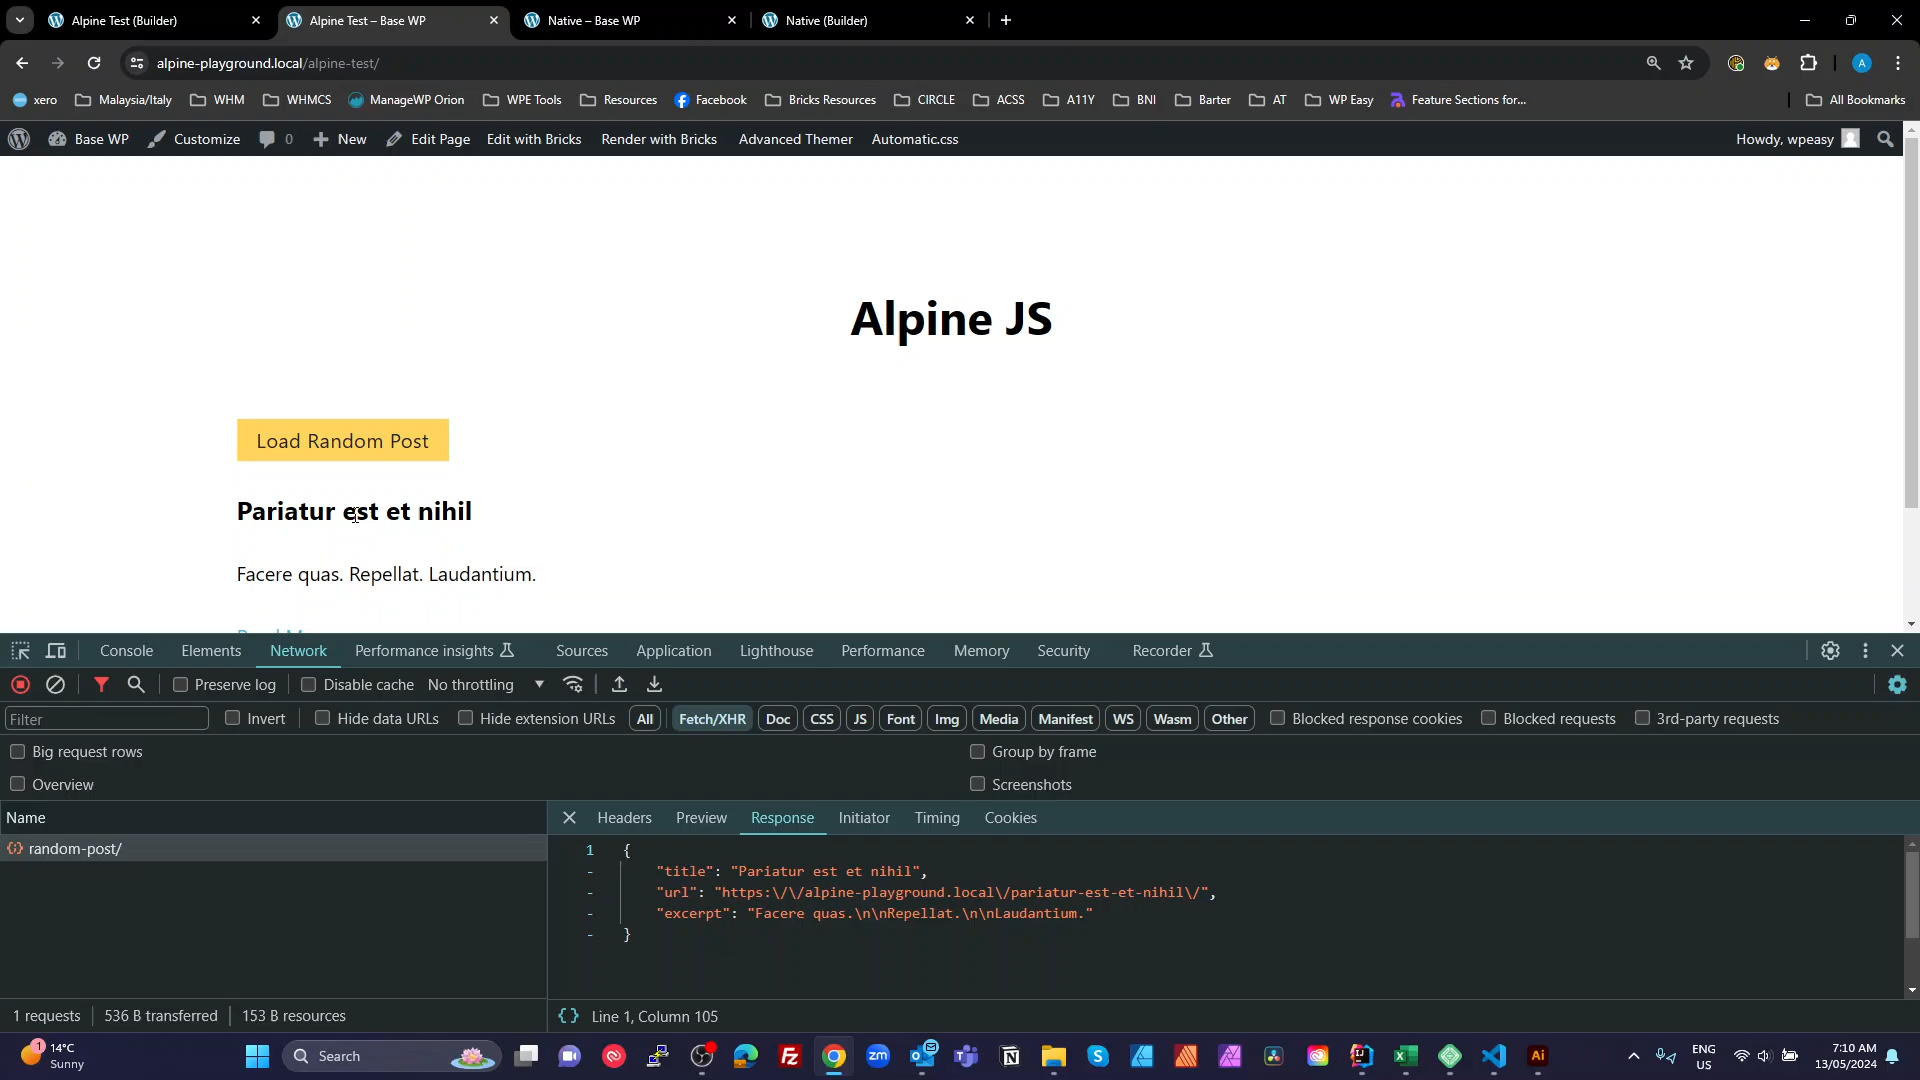 Alpine Test (Builder)
Alpine Test – Base WP
Native – Base WP
Native (Builder)
alpine-playground.local/alpine-test/
A
xero
Malaysia/Italy
WHM
WHMCS
ManageWP Orion
WPE Tools
Resources
Facebook
Bricks Resources
CIRCLE
ACSS
A11Y
BNI
Barter
AT
WP Easy
Feature Sections for...
All Bookmarks
Base WP
Customize
0
New
Edit Page
Edit with Bricks
Render with Bricks
Advanced Themer
Automatic.css
Howdy, wpeasy
Alpine JS
Load Random Post
Pariatur est et nihil
Facere quas. Repellat. Laudantium.
Console
Elements
Network
Performance insights
Sources
Application
Lighthouse
Performance
Memory
Security
Recorder
Preserve log
Disable cache
No throttling
Filter
Invert
Hide data URLs
Hide extension URLs
All
Fetch/XHR
Doc
CSS
JS
Font
Img
Media
Manifest
WS
Wasm
Other
Blocked response cookies
Blocked requests
3rd-party requests
Big request rows
Group by frame
Overview
Screenshots
Name
Headers
Preview
Response
Initiator
Timing
Cookies
random-post/
1 {
- "title": "Pariatur est et nihil",
- "url": "https:\/\/alpine-playground.local\/pariatur-est-et-nihil\/",
- "excerpt": "Facere quas.\n\nRepellat.\n\nLaudantium."
- }
1 requests
536 B transferred
153 B resources
{} Line 1, Column 105
1
14°C
Sunny
Search
zm
Ai
ENG
US
7:10 AM
13/05/2024